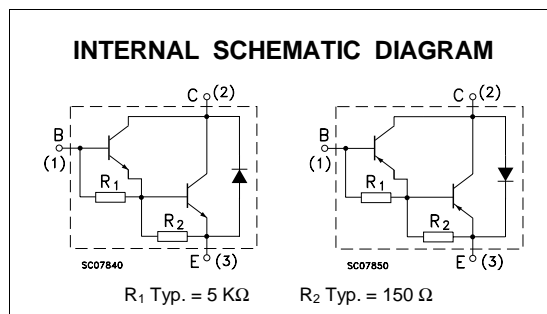 INTERNAL SCHEMATIC DIAGRAM
C (2)
B
(1)
R1
R2
SC07840
E (3)
C (2)
B
(1)
R1
R2
SC07850
E (3)
R1 Typ. = 5 KΩ R2 Typ. = 150 Ω